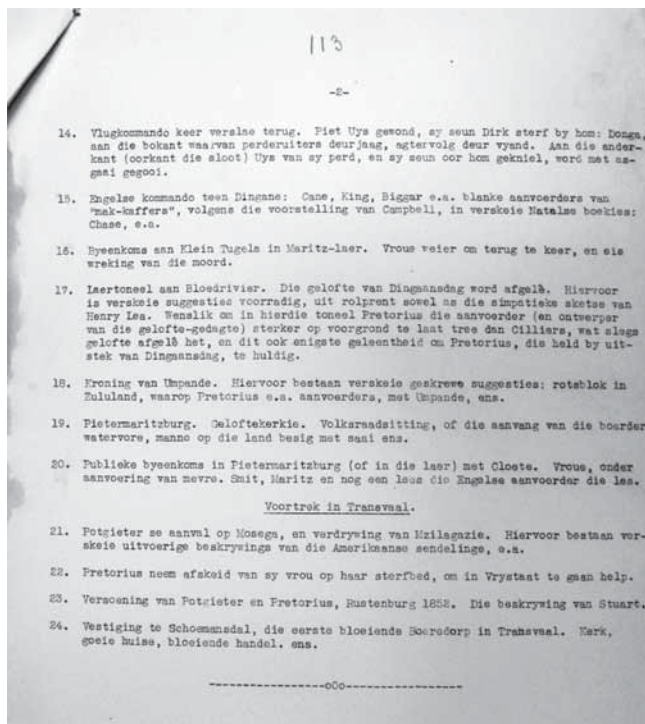 113
-2-
14. Vlugkommando keer verslae terug. Piet Uys gewond, sy seun Dirk sterf by hom: Donga,
aan die bokant waarvan perderuiters deurjaag, agtervolg deur vyand. Aan die ander-
kant (oorkant die sloot) Uys van sy perd, en sy seun oor hom gekniel, word met as-
gaai gegooi.
15. Engelse kommando teen Dingane: Cane, King, Biggar e.a. blanke aanvoerders van
"mak-kaffers", volgens die voorstelling van Campbell, in verskeie Natalse boekies:
Chase, e.a.
16. Byeenkoms aan Klein Tugela in Maritz-laer. Vroue weier om terug te keer, en eis
wreking van die moord.
17. Laertoneel aan Bloedrivier. Die gelofte van Dingaansdag word afgelê. Hiervoor
is verskeie suggesties voorradig, uit rolprent sowel as die simpatieke sketse van
Henry Lea. Wenslik om in hierdie toneel Pretorius die aanvoerder (en ontwerper
van die gelofte-gedagte) sterker op voorgrond te laat tree dan Cilliers, wat slegs
gelofte afgelê het, en dit ook enigste geleentheid om Pretorius, die held by uit-
stek van Dingaansdag, te huldig.
18. Kroning van Umpande. Hiervoor bestaan verskeie geskrewe suggesties: rotsblok in
Zululand, waarop Pretorius e.a. aanvoerders, met Umpande, ens.
19. Pietermaritzburg. Geloftekerkie. Volksraadsitting, of die aanvang van die boorder
watervore, manne op die land besig met saai ens.
20. Publieke byeenkoms in Pietermaritzburg (of in die laer) met Cloete. Vroue, onder
aanvoering van mevre. Smit, Maritz en nog een lees die Engelse aanvoerder die les.
Voortrek in Transvaal.
21. Potgieter se aanval op Mosega, en verdrywing van Mzilagazie. Hiervoor bestaan ver-
skeie uitvoerige beskrywings van die Amerikaanse sendelinge, e.a.
22. Pretorius neem afskeid van sy vrou op haar sterfbed, om in Vrystaat te gaan help.
23. Versoening van Potgieter en Pretorius, Rustenburg 1852. Die beskrywing van Stuart.
24. Vestiging te Schoemansdal, die eerste bloeiende Boeredorp in Transvaal. Kerk,
goeie huise, bloeiende handel. ens.
-----------------oOo-----------------